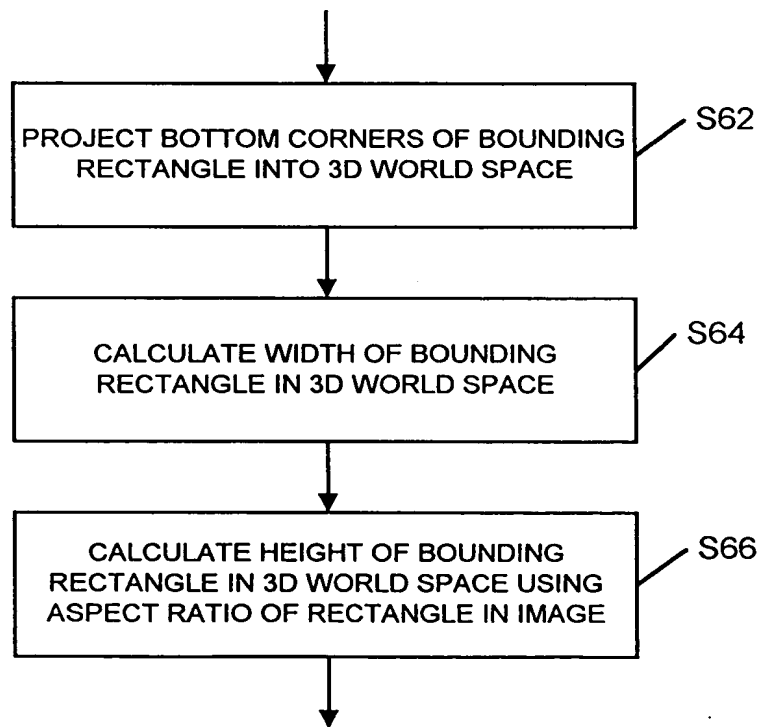 PROJECT BOTTOM CORNERS OF BOUNDING
RECTANGLE INTO 3D WORLD SPACE
S62
CALCULATE WIDTH OF BOUNDING
RECTANGLE IN 3D WORLD SPACE
S64
CALCULATE HEIGHT OF BOUNDING
RECTANGLE IN 3D WORLD SPACE USING
ASPECT RATIO OF RECTANGLE IN IMAGE
S66